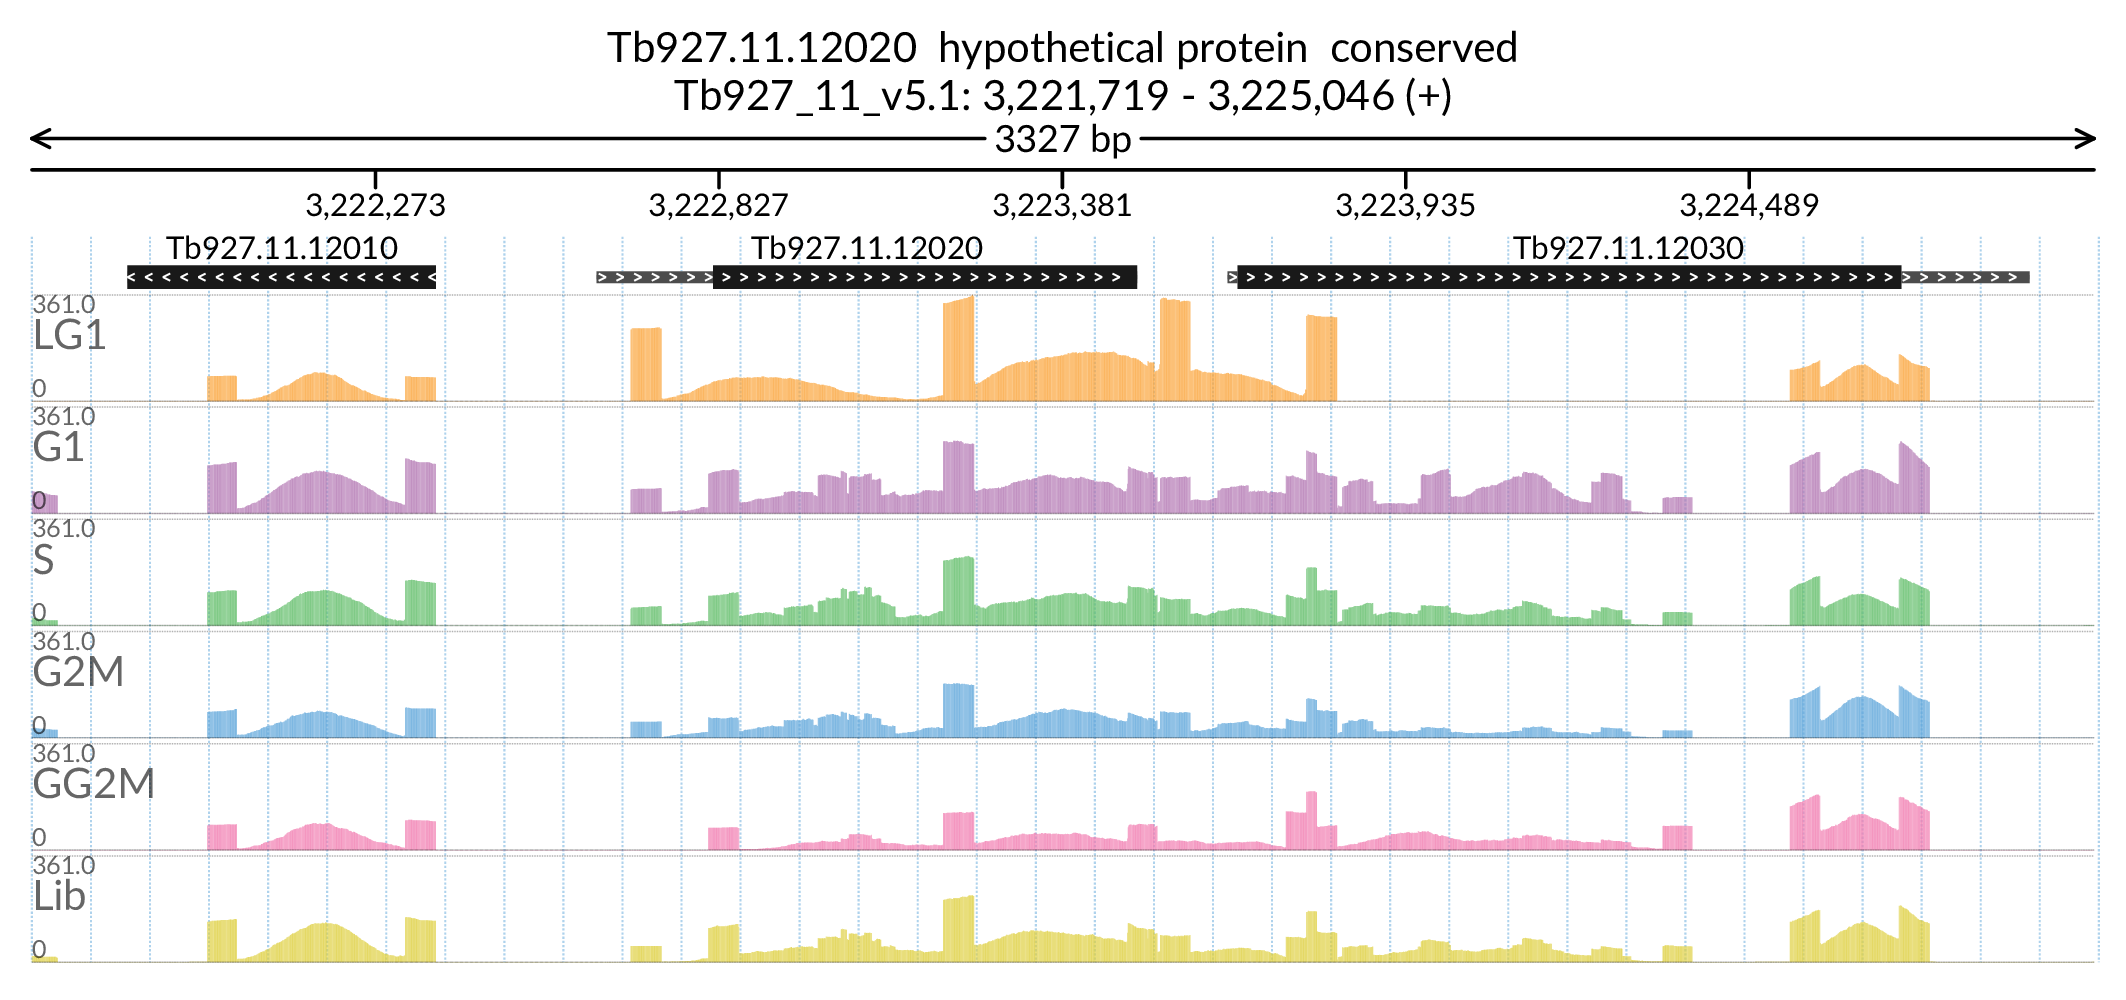 Tb927.11.12020 hypothetical protein conserved
Tb927_11_v5.1: 3,221,719 - 3,225,046 (+)
3327 bp
3,222,273 3,222,827 3,223,381 3,223,935 3,224,489
Tb927.11.12010 Tb927.11.12020 Tb927.11.12030
361.0
LG1
0
361.0
G1
0
361.0
S
0
361.0
G2M
0
361.0
GG2M
0
361.0
Lib
0